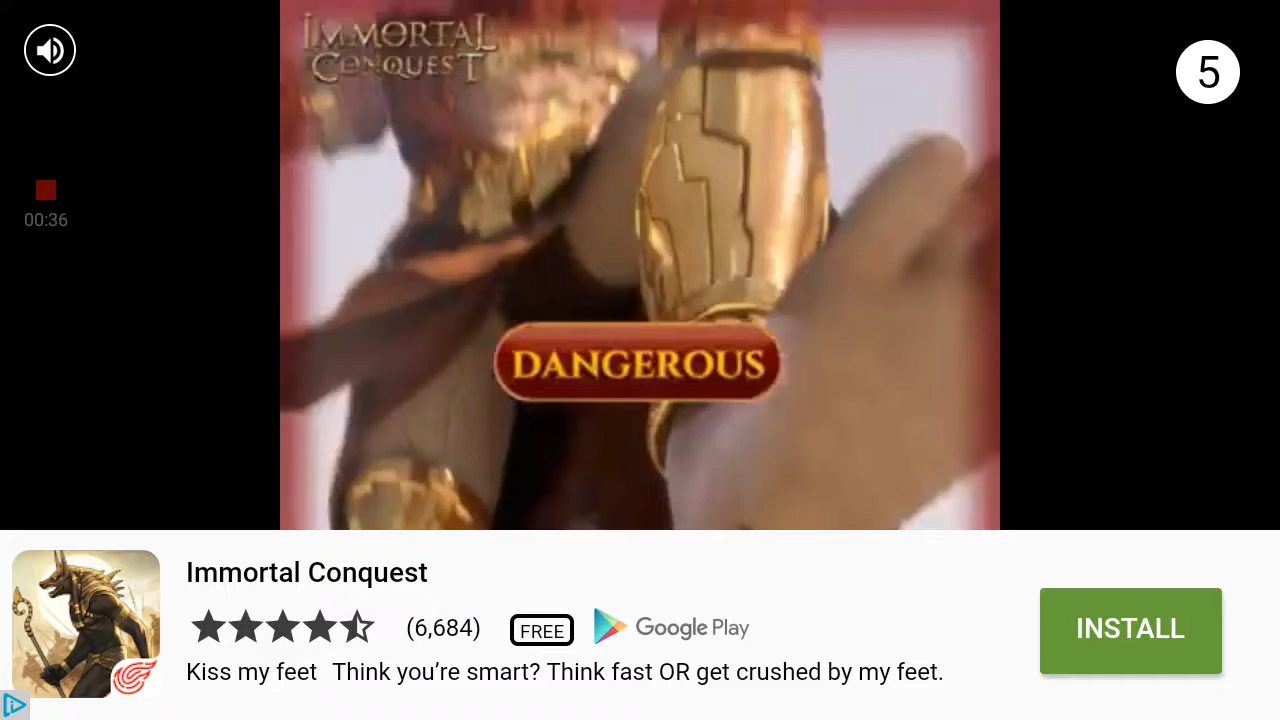 IMMORTAL
CONQUEST
5
00:36
DANGEROUS
Immortal Conquest
(6,684) FREE Google Play
Kiss my feet Think you’re smart? Think fast OR get crushed by my feet.
INSTALL